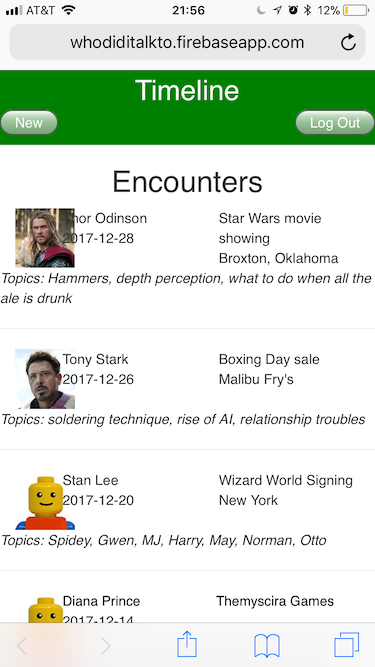 AT&T 21:56 12%
whodiditalkto.firebaseapp.com
Timeline
New Log Out
Encounters
hor Odinson Star Wars movie
2017-12-28 showing
Broxton, Oklahoma
Topics: Hammers, depth perception, what to do when all the
ale is drunk
Tony Stark Boxing Day sale
2017-12-26 Malibu Fry's
Topics: soldering technique, rise of AI, relationship troubles
Stan Lee Wizard World Signing
2017-12-20 New York
Topics: Spidey, Gwen, MJ, Harry, May, Norman, Otto
Diana Prince Themyscira Games
2017-12-14